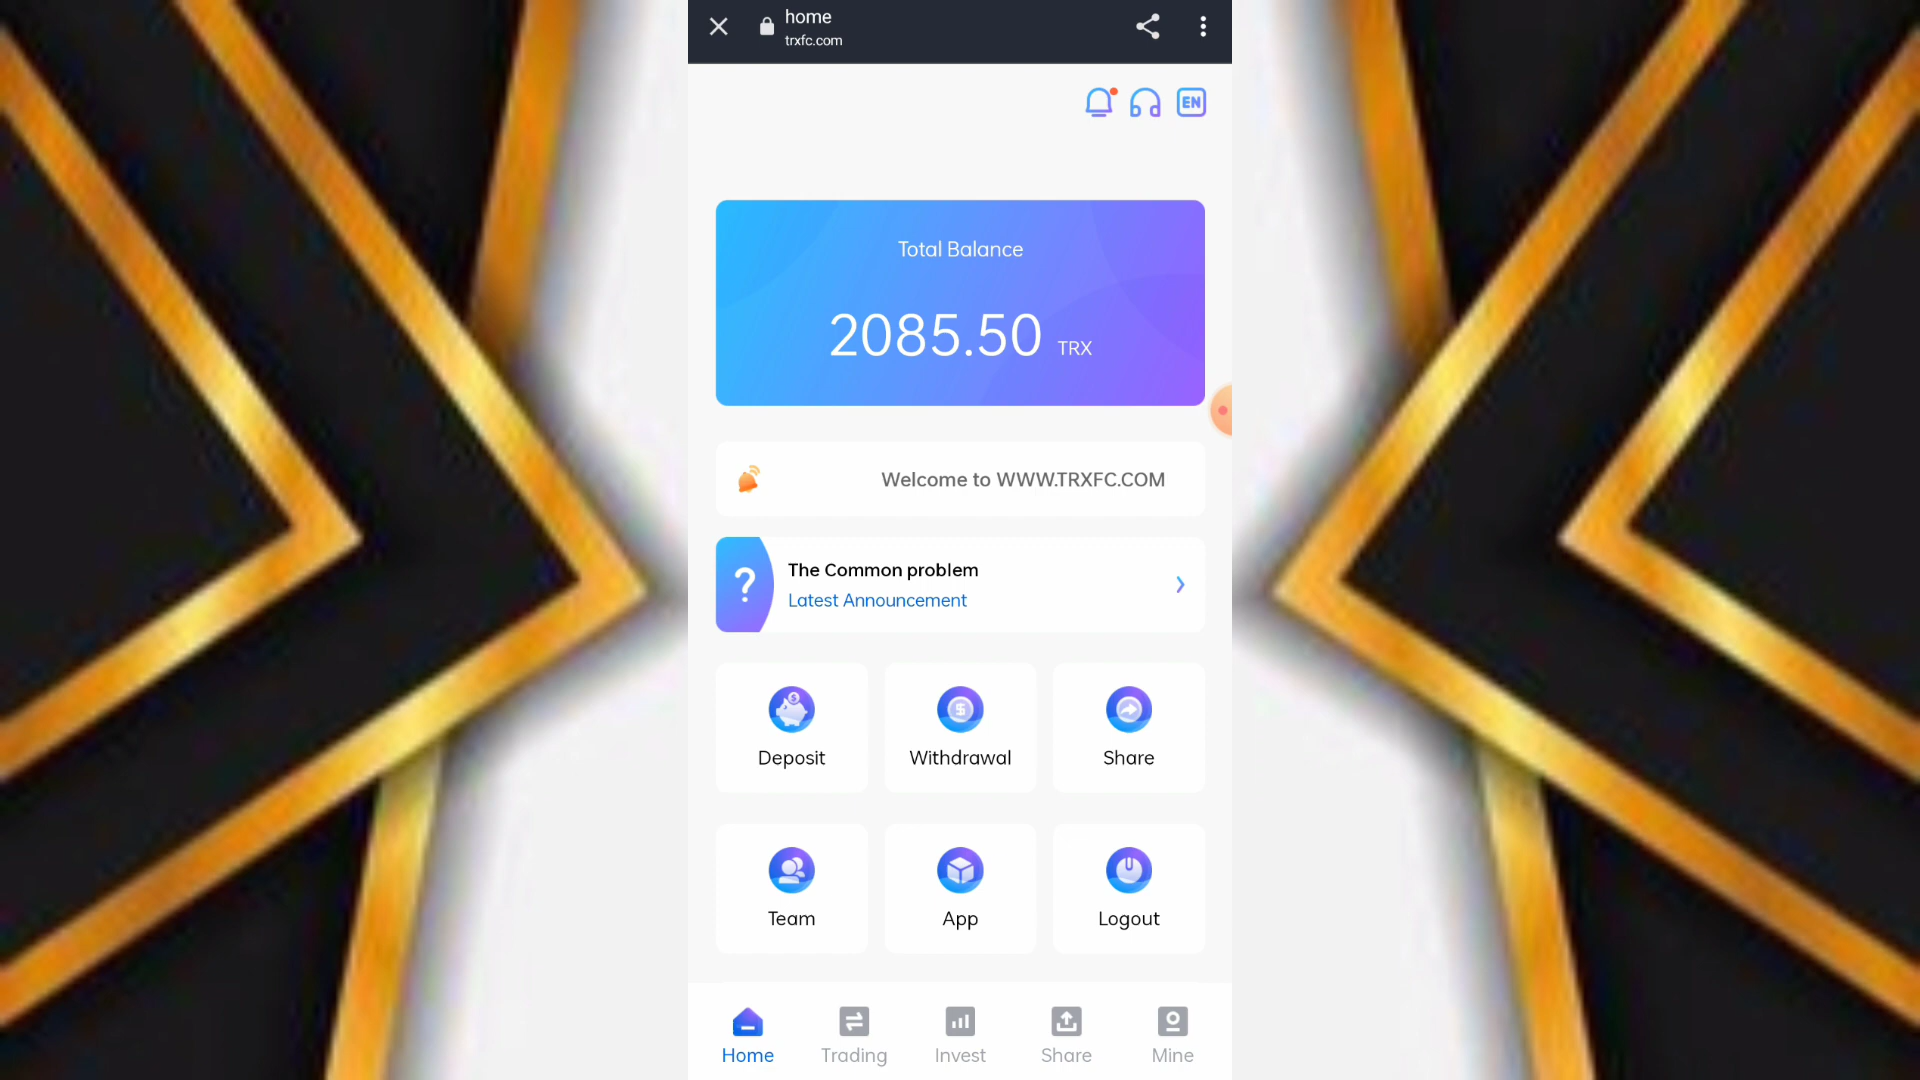 home
trxfc.com
EN
Total Balance
2085.50 TRX
Welcome to WWW.TRXFC.COM
?
The Common problem
Latest Announcement
Deposit
Withdrawal
Share
Team
App
Logout
Home
Trading
Invest
Share
Mine